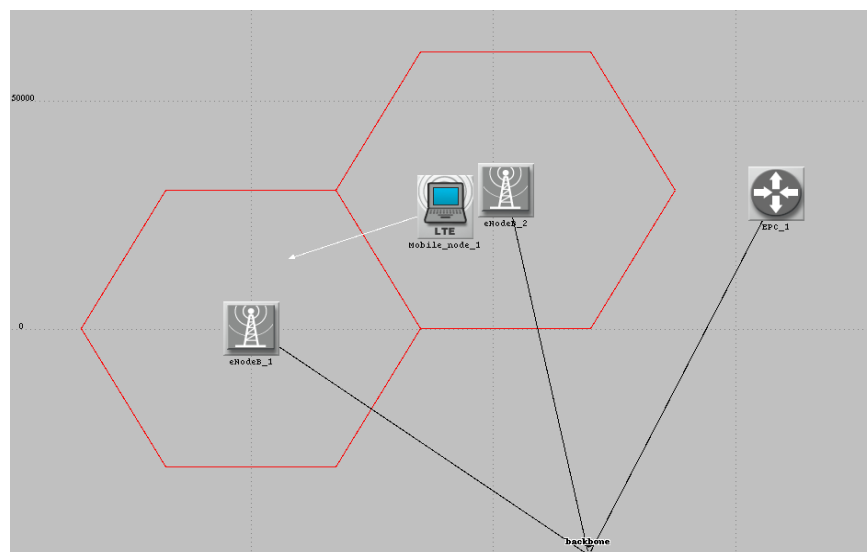 50000
LTE
Mobile_node_1
eNodeB_2
EPC_1
0
eNodeB_1
backbone